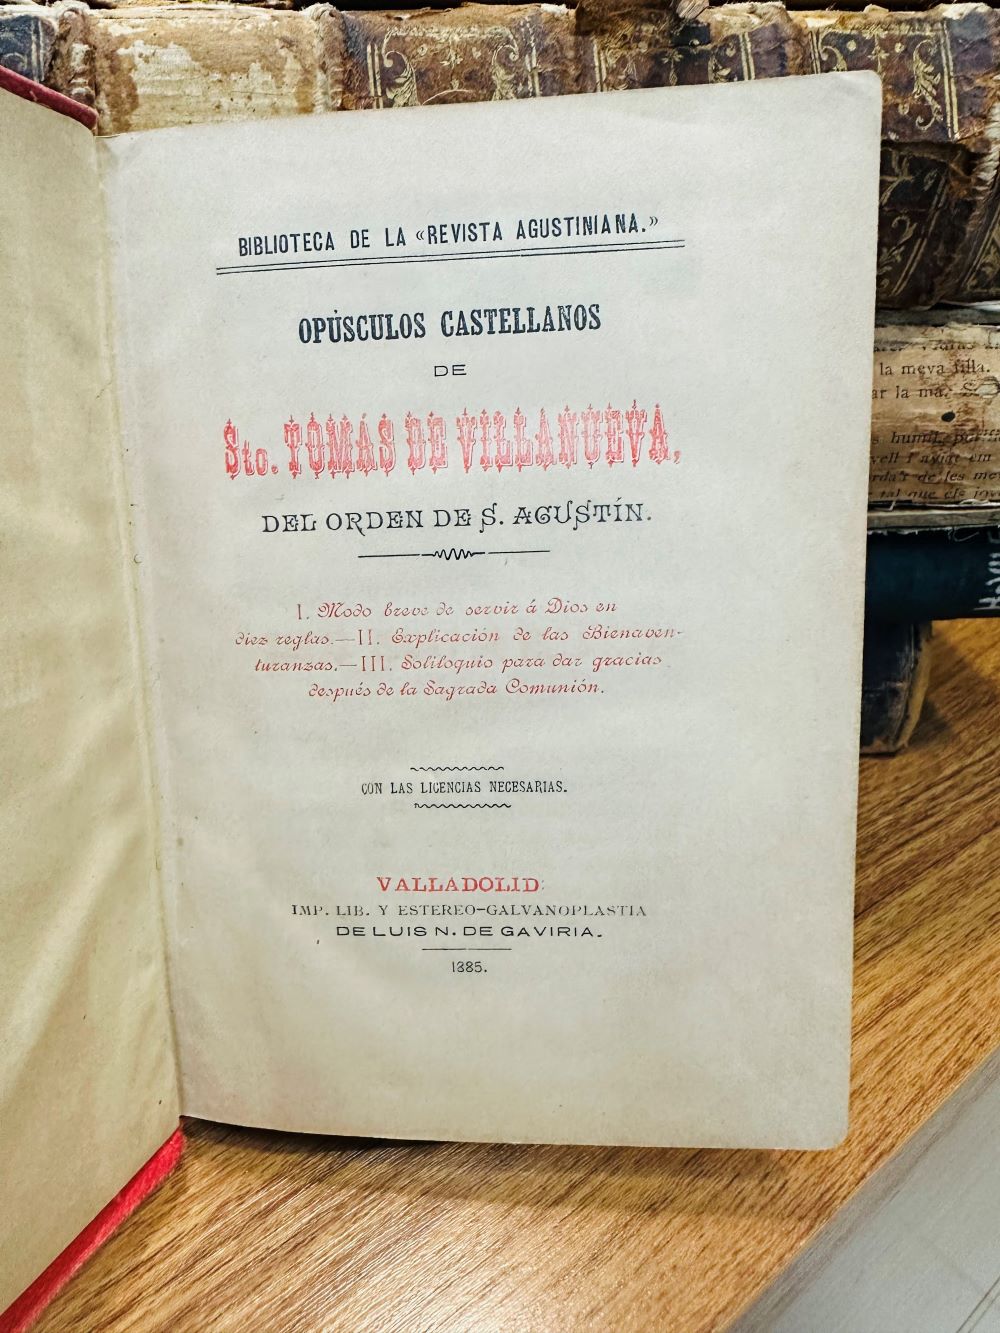 BIBLIOTECA DE LA «REVISTA AGUSTINIANA.»
OPÚSCULOS CASTELLANOS
DE
Sto. TOMÁS DE VILLANUEVA,
DEL ORDEN DE S. AGUSTÍN.
I. Modo breve de servir á Dios en
diez reglas.—II. Explicación de las Bienaven-
turanzas.—III. Soliloquio para dar gracias
después de la Sagrada Comunión.
CON LAS LICENCIAS NECESARIAS.
VALLADOLID:
IMP. LIB. Y ESTEREO-GALVANOPLASTIA
DE LUIS N. DE GAVIRIA.
1885.
la meva filla.
ar la ma.